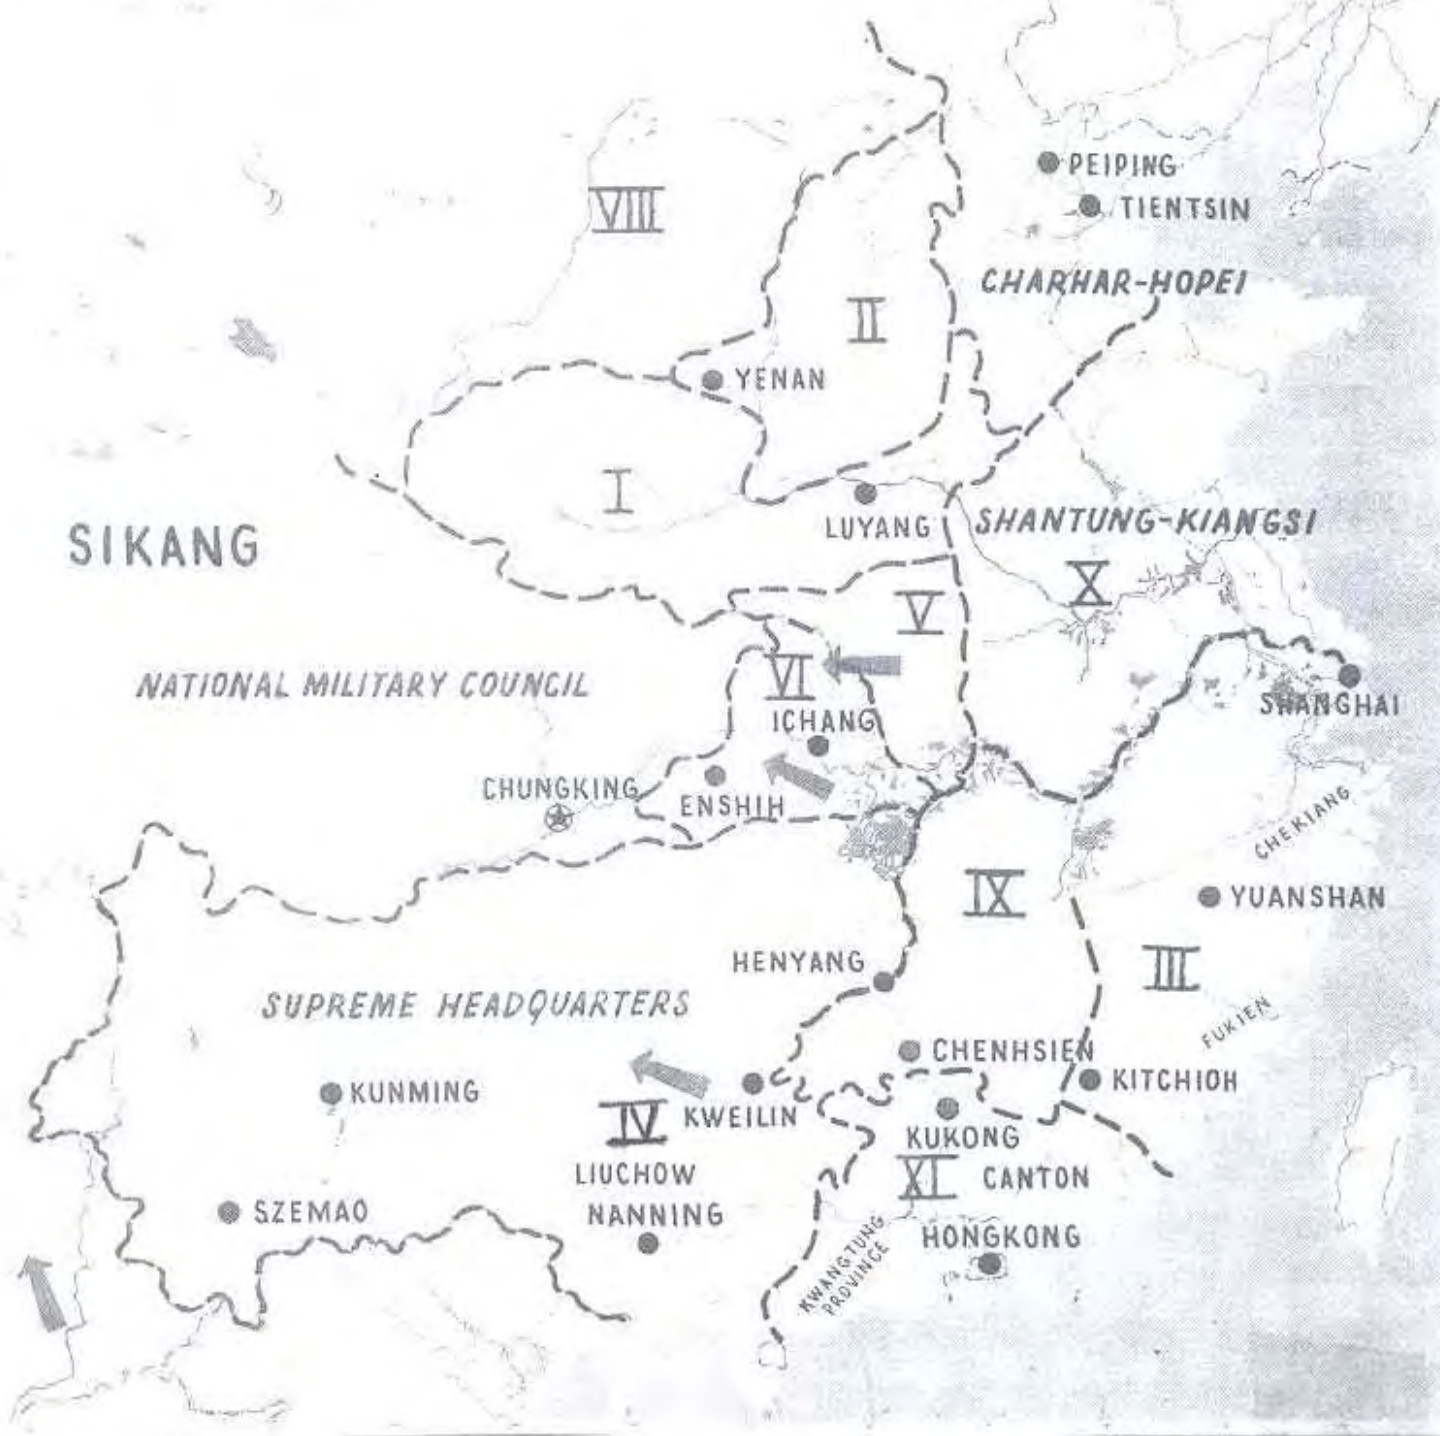 PEIPING
TIENTSIN
VIII
CHARHAR-HOPEI
II
YENAN
I
LUYANG
SHANTUNG-KIANGSI
SIKANG
X
V
VI
NATIONAL MILITARY COUNCIL
SHANGHAI
ICHANG
CHUNGKING
ENSHIH
CHEKIANG
IX
YUANSHAN
HENYANG
III
SUPREME HEADQUARTERS
FUKIEN
CHENHSIEN
KUNMING
KITCHIOH
IV
KWEILIN
KUKONG
LIUCHOW
XI
CANTON
SZEMAO
NANNING
HONGKONG
KWANGTUNG
PROVINCE